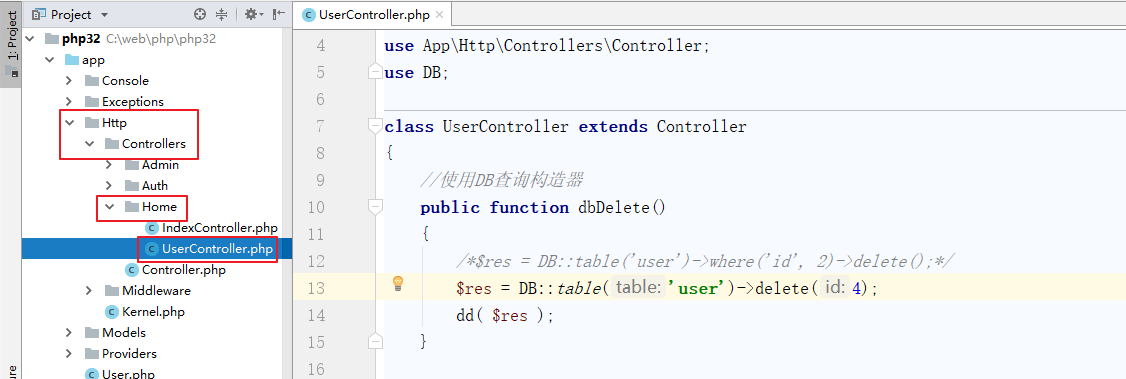 1: Project
Project
php32 C:\web\php\php32
app
Console
Exceptions
Http
Controllers
Admin
Auth
Home
IndexController.php
UserController.php
Controller.php
Middleware
Kernel.php
Models
Providers
User.php
UserController.php
4 use App\Http\Controllers\Controller;
5 use DB;
6
7 class UserController extends Controller
8 {
9 //使用DB查询构造器
10 public function dbDelete()
11 {
12 /*$res = DB::table('user')->where('id', 2)->delete();*/
13 $res = DB::table( table: 'user')->delete( id: 4);
14 dd( $res );
15 }
16